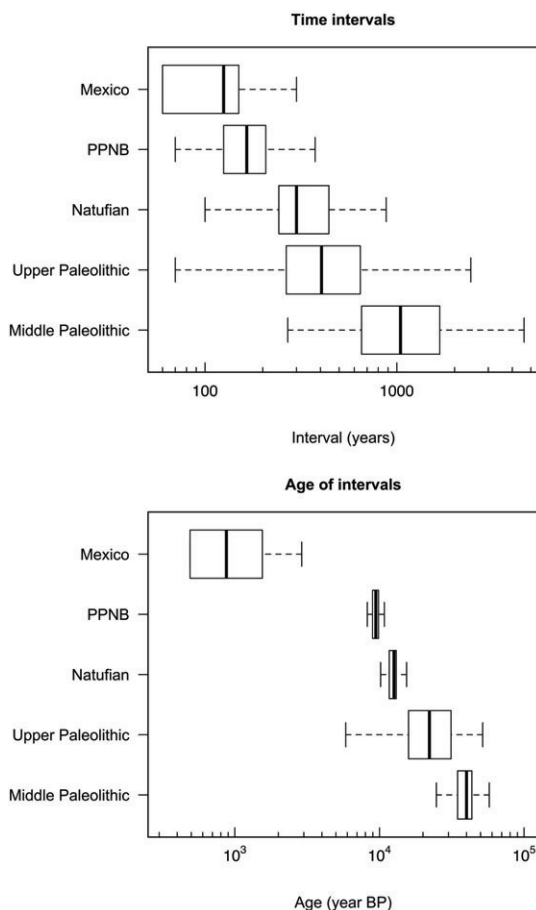 Time intervals
Mexico
PPNB
Natufian
Upper Paleolithic
Middle Paleolithic
100 1000
Interval (years)
Age of intervals
Mexico
PPNB
Natufian
Upper Paleolithic
Middle Paleolithic
10³ 10⁴ 10⁵
Age (year BP)